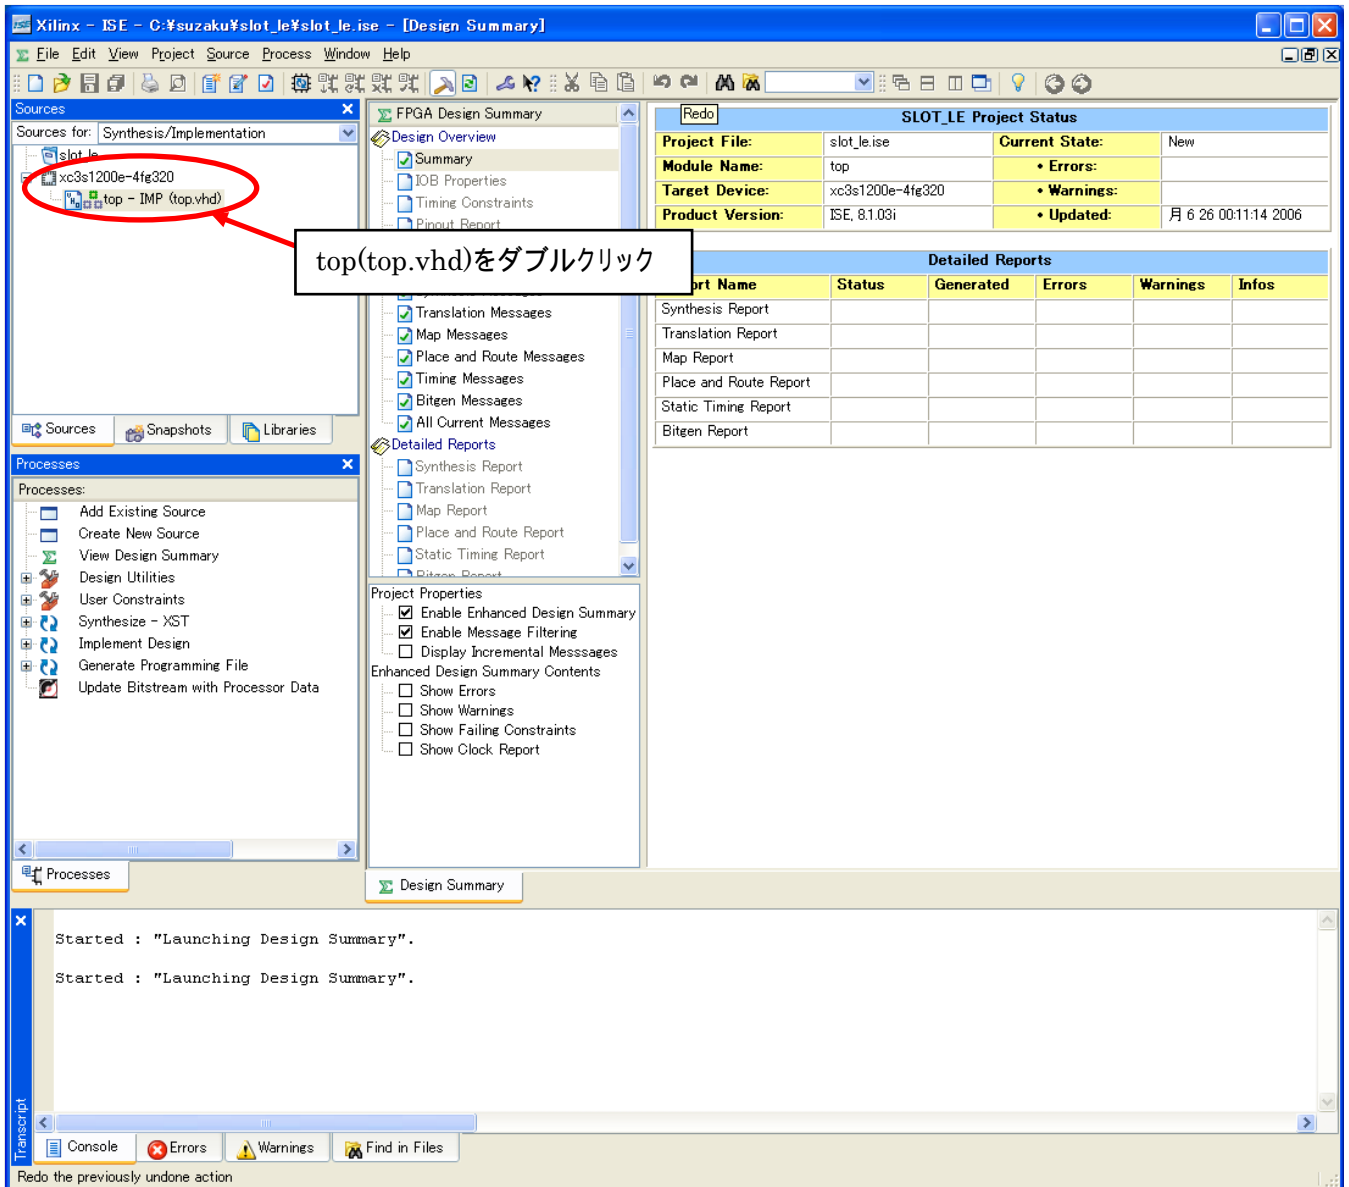 Xilinx - ISE - C:¥suzaku¥slot_le¥slot_le.ise - [Design Summary]
File Edit View Project Source Process Window Help
Sources
Sources for: Synthesis/Implementation
slot_le
xc3s1200e-4fg320
top - IMP (top.vhd)
Sources Snapshots Libraries
Processes
Processes:
Add Existing Source
Create New Source
View Design Summary
Design Utilities
User Constraints
Synthesize - XST
Implement Design
Generate Programming File
Update Bitstream with Processor Data
Processes
FPGA Design Summary
Design Overview
Summary
IOB Properties
Timing Constraints
Pinout Report
top(top.vhd)をダブルクリック
Translation Messages
Map Messages
Place and Route Messages
Timing Messages
Bitgen Messages
All Current Messages
Detailed Reports
Synthesis Report
Translation Report
Map Report
Place and Route Report
Static Timing Report
Bitgen Report
Project Properties
Enable Enhanced Design Summary
Enable Message Filtering
Display Incremental Messsages
Enhanced Design Summary Contents
Show Errors
Show Warnings
Show Failing Constraints
Show Clock Report
Design Summary
Redo
SLOT_LE Project Status
Project File: slot_le.ise Current State: New
Module Name: top • Errors:
Target Device: xc3s1200e-4fg320 • Warnings:
Product Version: ISE, 8.1.03i • Updated: 月 6 26 00:11:14 2006
Detailed Reports
ort Name Status Generated Errors Warnings Infos
Synthesis Report
Translation Report
Map Report
Place and Route Report
Static Timing Report
Bitgen Report
Started : "Launching Design Summary".
Started : "Launching Design Summary".
Transcript
Console Errors Warnings Find in Files
Redo the previously undone action